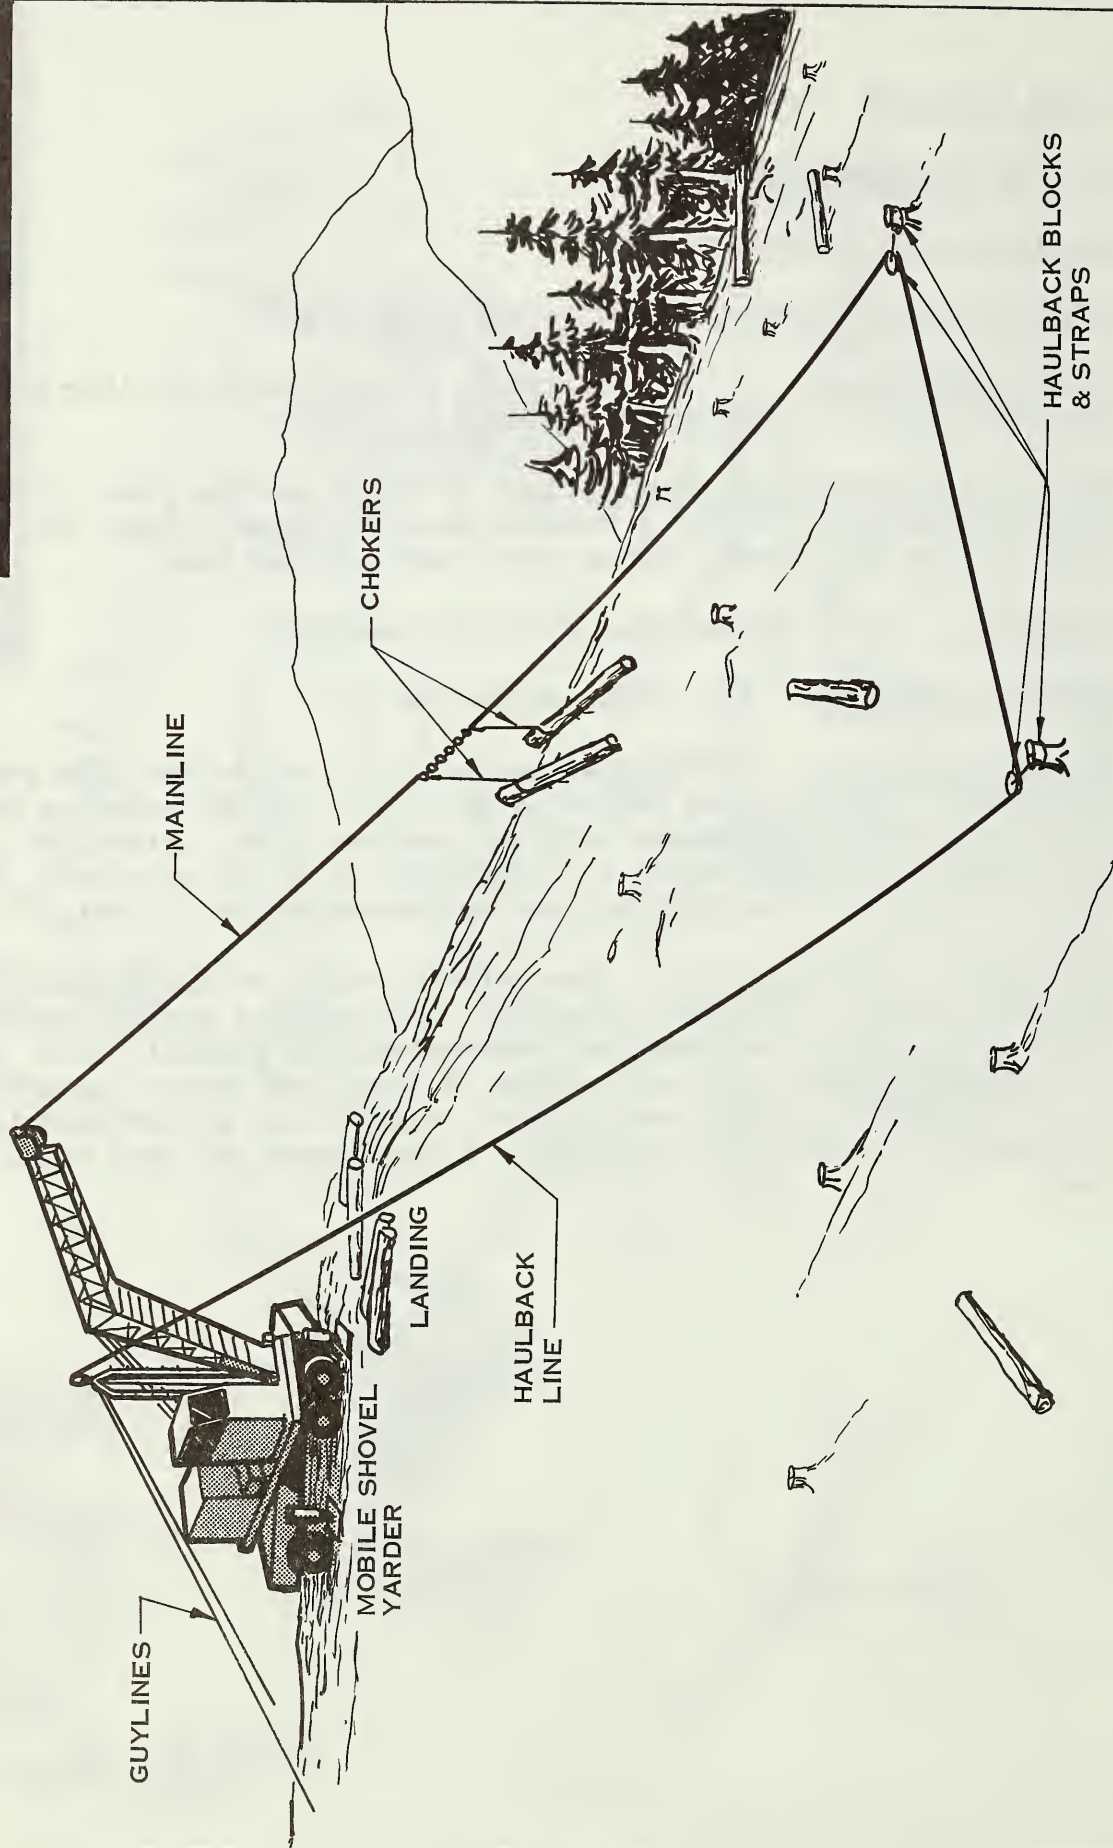 GUYLINES
MAINLINE
CHOKERS
MOBILE SHOVEL
YARDER
LANDING
HAULBACK
LINE
HAULBACK BLOCKS
& STRAPS